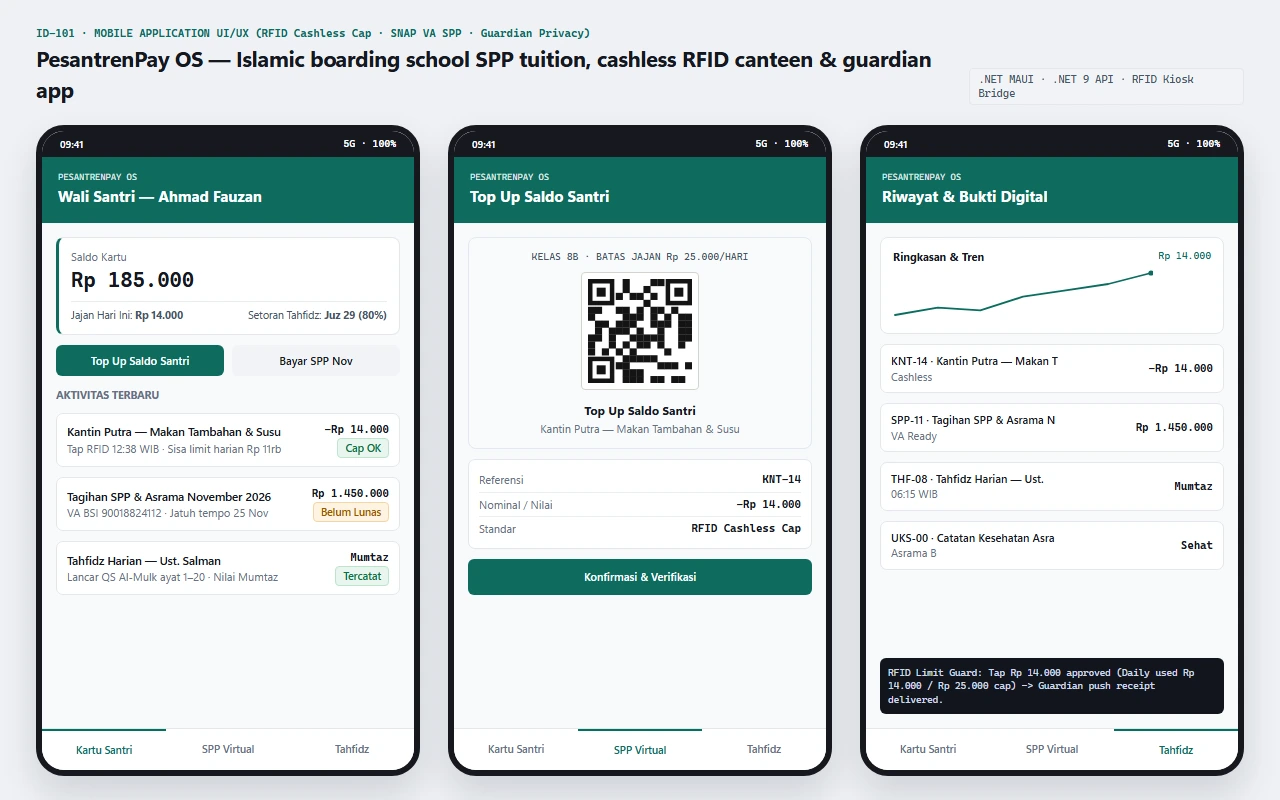 ID-101 · MOBILE APPLICATION UI/UX (RFID Cashless Cap · SNAP VA SPP · Guardian Privacy)
PesantrenPay OS — Islamic boarding school SPP tuition, cashless RFID canteen & guardian
app
.NET MAUI · .NET 9 API · RFID Kiosk
Bridge
09:41
5G · 100%
PESANTRENPAY OS
Wali Santri — Ahmad Fauzan
Saldo Kartu
Rp 185.000
Jajan Hari Ini: Rp 14.000
Setoran Tahfidz: Juz 29 (80%)
Top Up Saldo Santri
Bayar SPP Nov
AKTIVITAS TERBARU
Kantin Putra — Makan Tambahan & Susu
−Rp 14.000
Tap RFID 12:38 WIB · Sisa limit harian Rp 11rb
Cap OK
Tagihan SPP & Asrama November 2026
Rp 1.450.000
VA BSI 90018824112 · Jatuh tempo 25 Nov
Belum Lunas
Tahfidz Harian — Ust. Salman
Mumtaz
Lancar QS Al-Mulk ayat 1–20 · Nilai Mumtaz
Tercatat
Kartu Santri
SPP Virtual
Tahfidz
09:41
5G · 100%
PESANTRENPAY OS
Top Up Saldo Santri
KELAS 8B · BATAS JAJAN Rp 25.000/HARI
Top Up Saldo Santri
Kantin Putra — Makan Tambahan & Susu
Referensi
KNT-14
Nominal / Nilai
−Rp 14.000
Standar
RFID Cashless Cap
Konfirmasi & Verifikasi
Kartu Santri
SPP Virtual
Tahfidz
09:41
5G · 100%
PESANTRENPAY OS
Riwayat & Bukti Digital
Ringkasan & Tren
Rp 14.000
KNT-14 · Kantin Putra — Makan T
Cashless
−Rp 14.000
SPP-11 · Tagihan SPP & Asrama N
VA Ready
Rp 1.450.000
THF-08 · Tahfidz Harian — Ust.
06:15 WIB
Mumtaz
UKS-00 · Catatan Kesehatan Asra
Asrama B
Sehat
RFID Limit Guard: Tap Rp 14.000 approved (Daily used Rp
14.000 / Rp 25.000 cap) −> Guardian push receipt
delivered.
Kartu Santri
SPP Virtual
Tahfidz